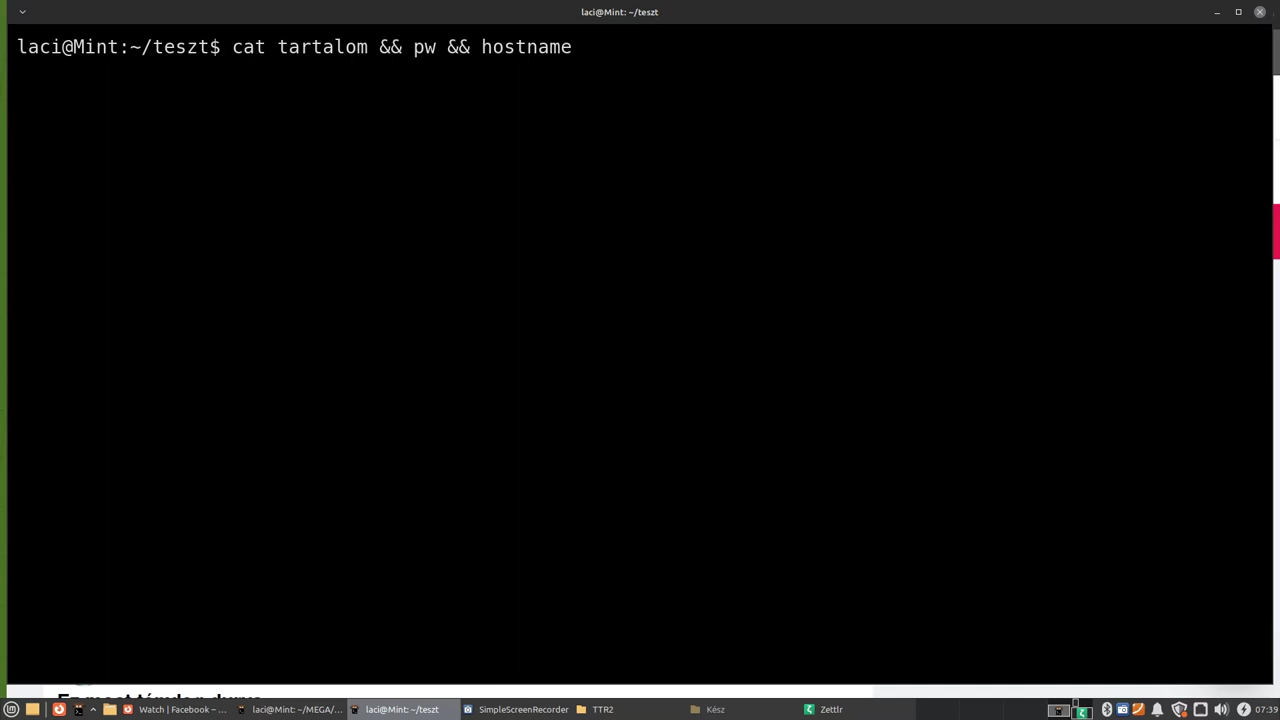 laci@Mint: ~/teszt
laci@Mint:~/teszt$ cat tartalom && pw && hostname
Watch | Facebook – ...
laci@Mint: ~/MEGA/...
laci@Mint: ~/teszt
SimpleScreenRecorder
TTR2
Kész
Zettlr
07:39